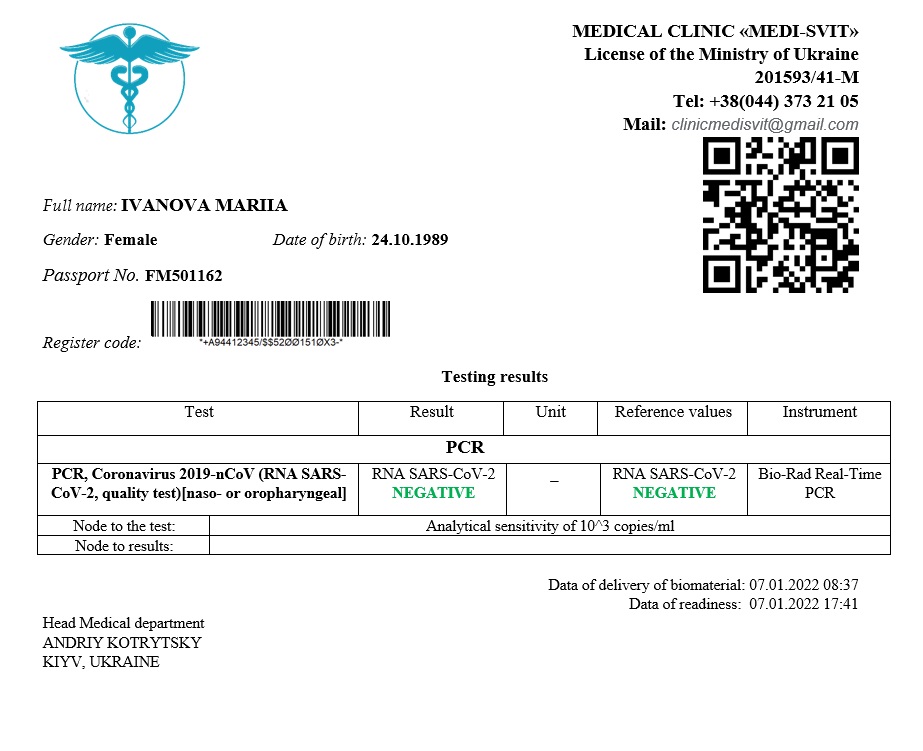 MEDICAL CLINIC «MEDI-SVIT»
License of the Ministry of Ukraine
201593/41-M
Tel: +38(044) 373 21 05
Mail: clinicmedisvit@gmail.com
Full name: IVANOVA MARIIA
Gender: Female Date of birth: 24.10.1989
Passport No. FM501162
Register code: *+A94412345/$$52ØØ151ØX3-*
Testing results
Test Result Unit Reference values Instrument
PCR
PCR, Coronavirus 2019-nCoV (RNA SARS- RNA SARS-CoV-2 – RNA SARS-CoV-2 Bio-Rad Real-Time
CoV-2, quality test)[naso- or oropharyngeal] NEGATIVE NEGATIVE PCR
Node to the test: Analytical sensitivity of 10^3 copies/ml
Node to results:
Data of delivery of biomaterial: 07.01.2022 08:37
Data of readiness: 07.01.2022 17:41
Head Medical department
ANDRIY KOTRYTSKY
KIYV, UKRAINE